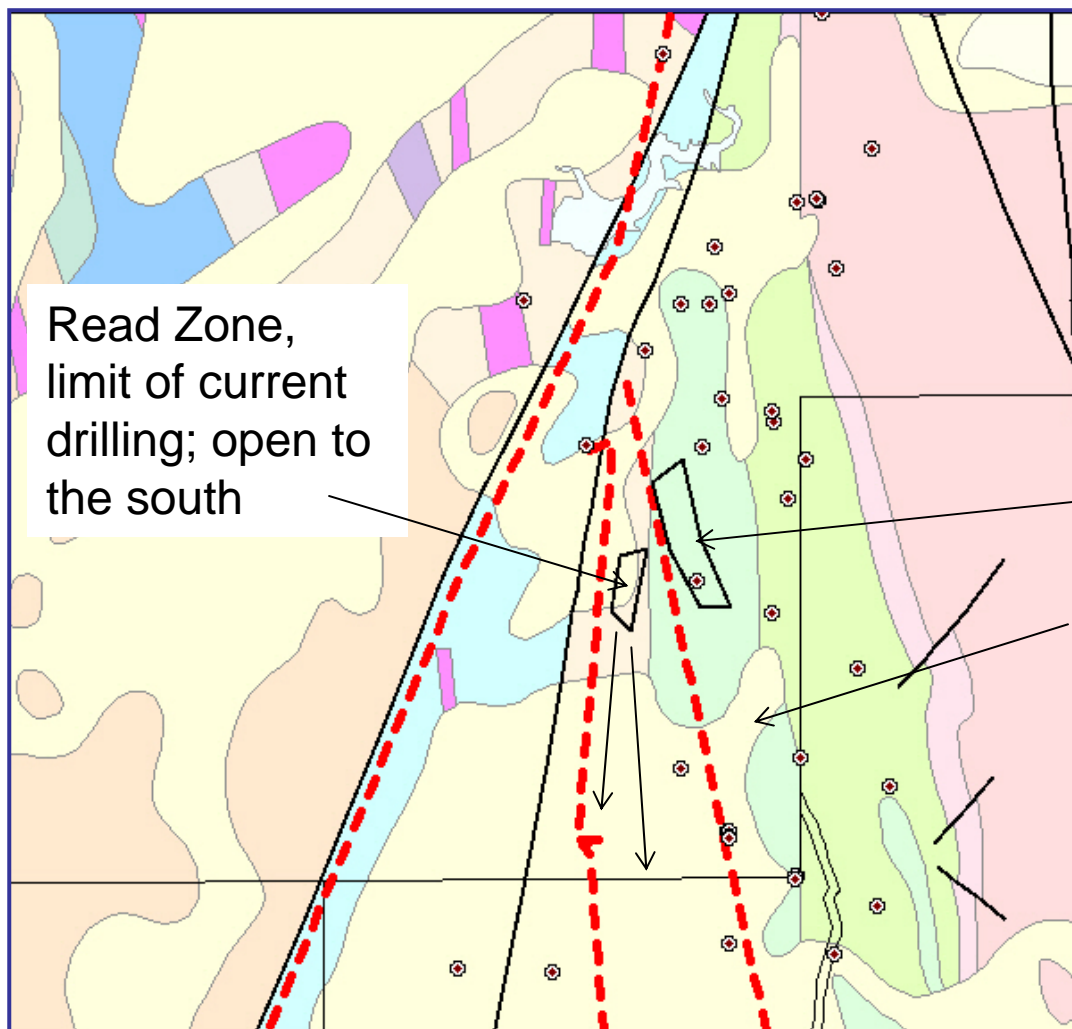 Read Zone,
limit of current
drilling; open to
the south